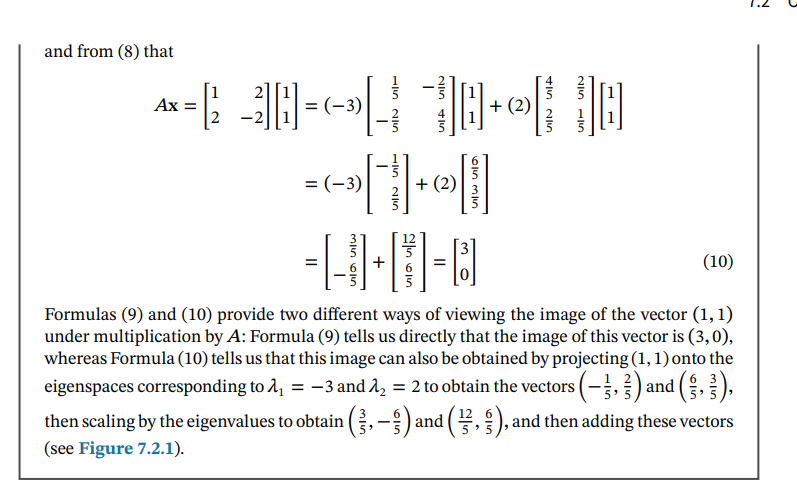 7.2
and from (8) that
Ax = [1 2; 2 −2][1; 1] = (−3)[1/5 −2/5; −2/5 4/5][1; 1] + (2)[4/5 2/5; 2/5 1/5][1; 1]
= (−3)[−1/5; 2/5] + (2)[6/5; 3/5]
= [3/5; −6/5] + [12/5; 6/5] = [3; 0] (10)
Formulas (9) and (10) provide two different ways of viewing the image of the vector (1, 1)
under multiplication by A: Formula (9) tells us directly that the image of this vector is (3, 0),
whereas Formula (10) tells us that this image can also be obtained by projecting (1, 1) onto the
eigenspaces corresponding to λ₁ = −3 and λ₂ = 2 to obtain the vectors (−1/5, 2/5) and (6/5, 3/5),
then scaling by the eigenvalues to obtain (3/5, −6/5) and (12/5, 6/5), and then adding these vectors
(see Figure 7.2.1).